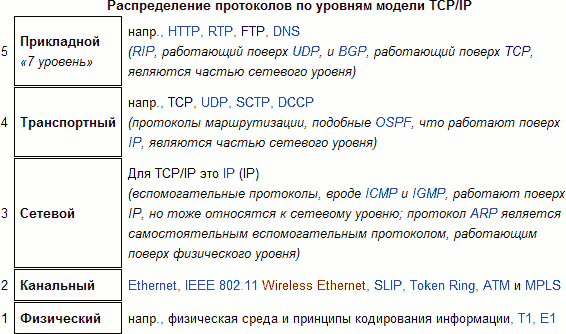 Распределение протоколов по уровням модели TCP/IP
5 Прикладной
«7 уровень»
напр., HTTP, RTP, FTP, DNS
(RIP, работающий поверх UDP, и BGP, работающий поверх TCP,
являются частью сетевого уровня)
4 Транспортный
напр., TCP, UDP, SCTP, DCCP
(протоколы маршрутизации, подобные OSPF, что работают поверх
IP, являются частью сетевого уровня)
3 Сетевой
Для TCP/IP это IP (IP)
(вспомогательные протоколы, вроде ICMP и IGMP, работают поверх
IP, но тоже относятся к сетевому уровню; протокол ARP является
самостоятельным вспомогательным протоколом, работающим
поверх физического уровня)
2 Канальный Ethernet, IEEE 802.11 Wireless Ethernet, SLIP, Token Ring, ATM и MPLS
1 Физический напр., физическая среда и принципы кодирования информации, T1, E1